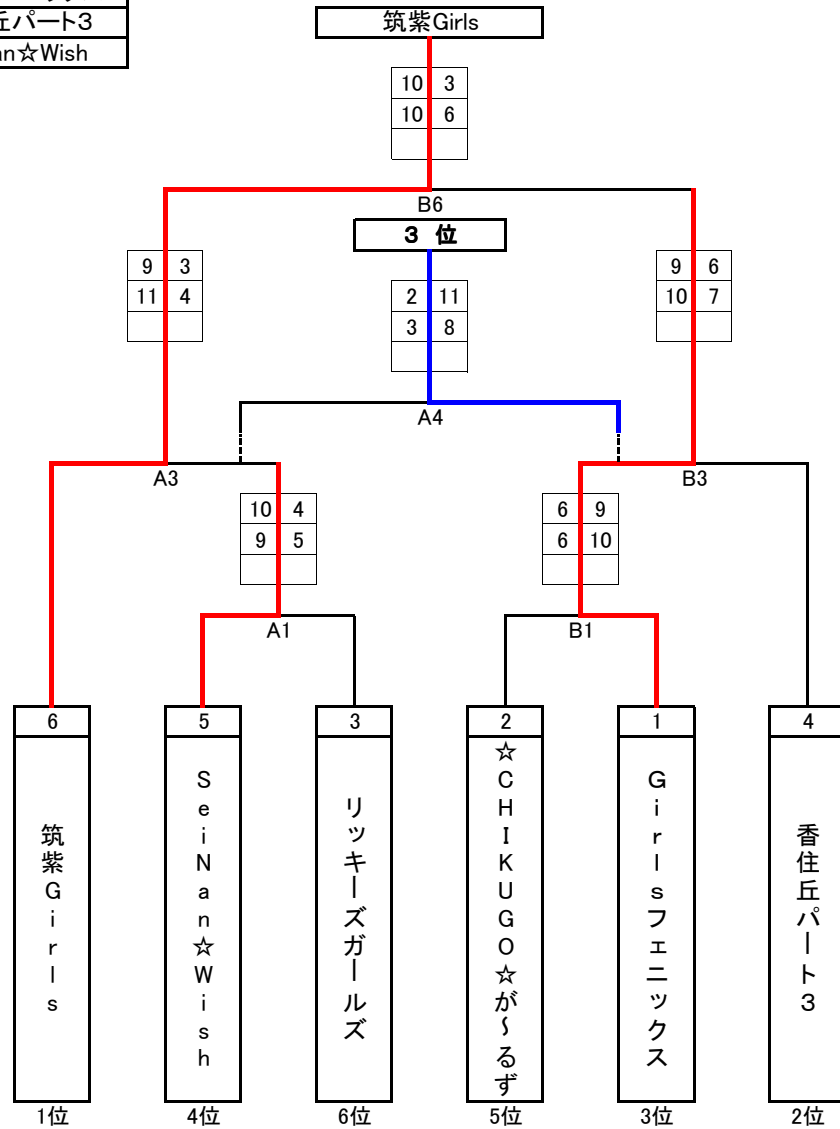 丘パート3
an☆Wish
筑紫Girls
10 3
10 6
B6
3 位
9 3
11 4
2 11
3 8
9 6
10 7
A4
A3
B3
10 4
9 5
6 9
6 10
A1
B1
6
5
3
2
1
4
筑紫Girls
SeiNan☆Wish
リッキーズガールズ
☆CHIKUGO☆が～るず
Girlsフェニックス
香住丘パート3
1位
4位
6位
5位
3位
2位